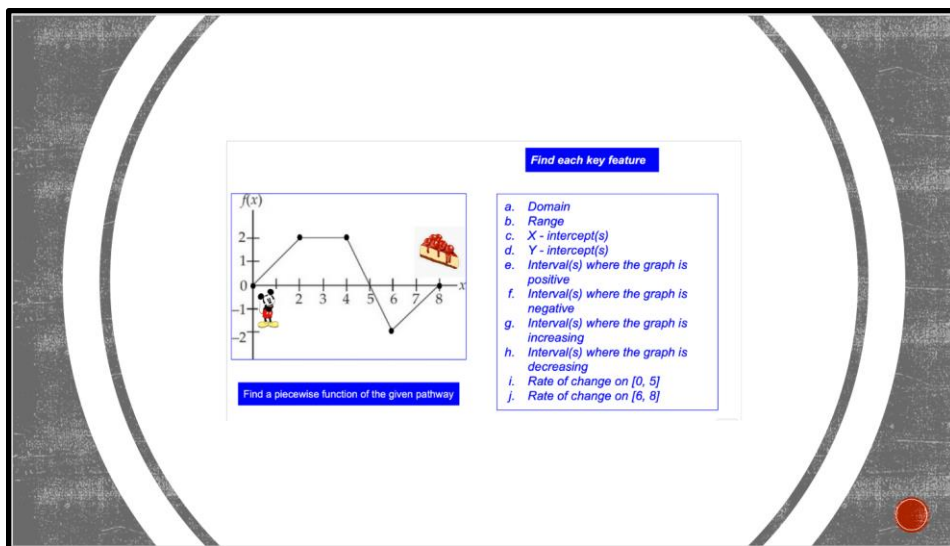 Find each key feature
f(x)
2
1
0
-1
-2
2 3 4 5 6 7 8 x
Find a piecewise function of the given pathway
a. Domain
b. Range
c. X - intercept(s)
d. Y - intercept(s)
e. Interval(s) where the graph is
positive
f. Interval(s) where the graph is
negative
g. Interval(s) where the graph is
increasing
h. Interval(s) where the graph is
decreasing
i. Rate of change on [0, 5]
j. Rate of change on [6, 8]